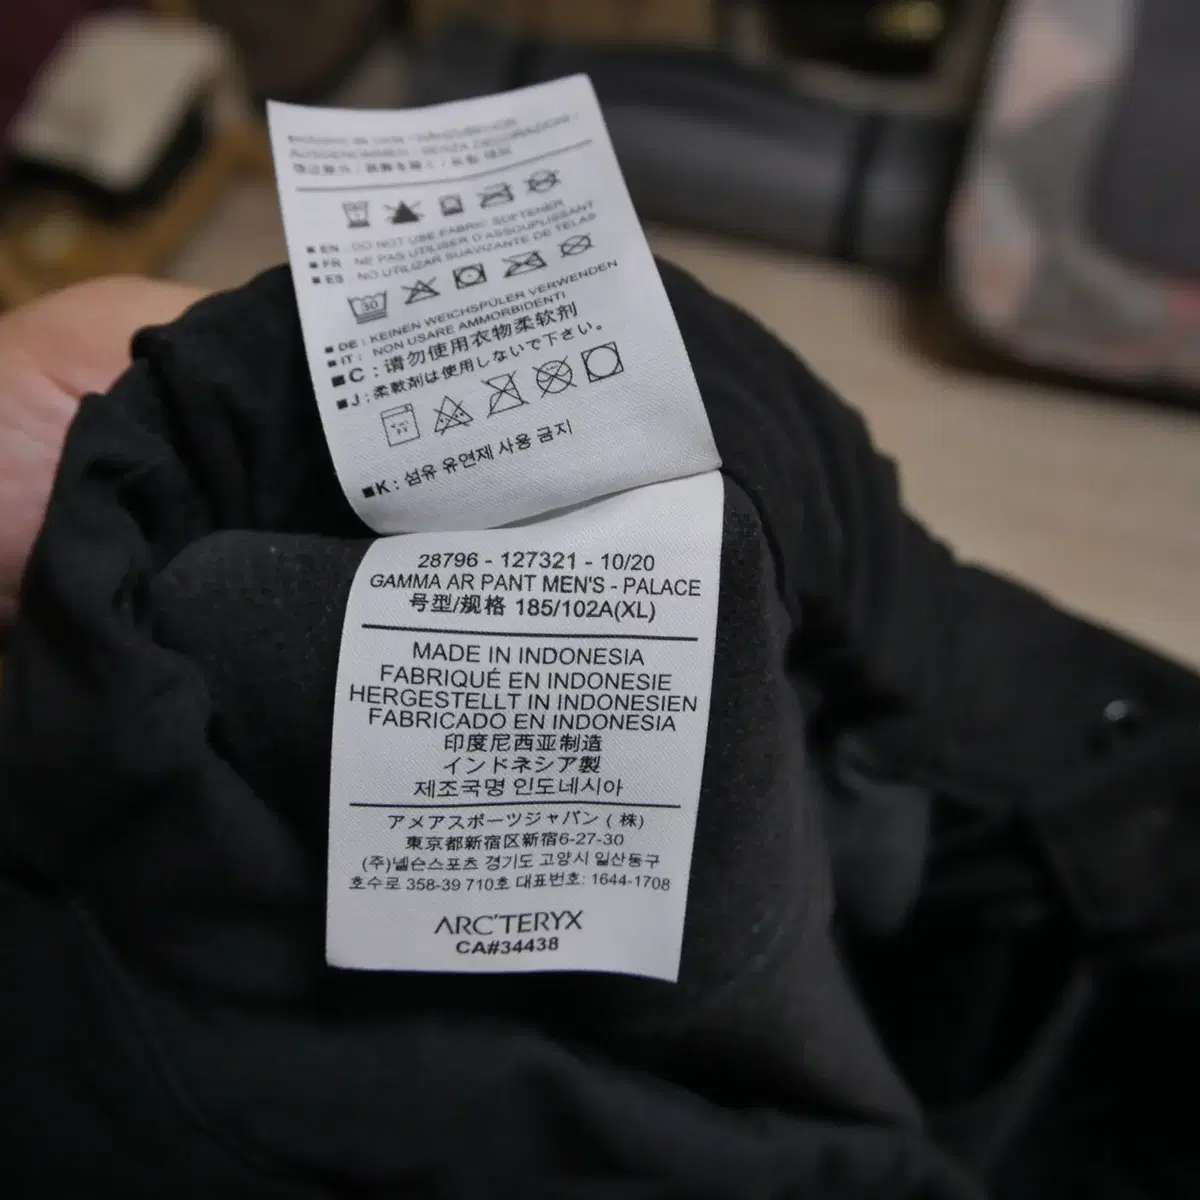 AUSGENOMMEN · SENZA DECORAZIONI ·
■ EN : DO NOT USE FABRIC SOFTENER
■ FR : NE PAS UTILISER D'ASSOUPLISSANT
■ ES : NO UTILIZAR SUAVIZANTE DE TELAS
30
■ DE : KEINEN WEICHSPÜLER VERWENDEN
■ IT : NON USARE AMMORBIDENTI
■C : 请勿使用衣物柔软剂
■J : 柔軟剤は使用しないで下さい。
■K : 섬유 유연제 사용 금지
28796 - 127321 - 10/20
GAMMA AR PANT MEN'S - PALACE
号型/规格 185/102A(XL)
MADE IN INDONESIA
FABRIQUÉ EN INDONESIE
HERGESTELLT IN INDONESIEN
FABRICADO EN INDONESIA
印度尼西亚制造
インドネシア製
제조국명 인도네시아
アメアスポーツジャパン ( 株)
東京都新宿区新宿6-27-30
(주)넬슨스포츠 경기도 고양시 일산동구
호수로 358-39 710호 대표번호: 1644-1708
ARC'TERYX
CA#34438